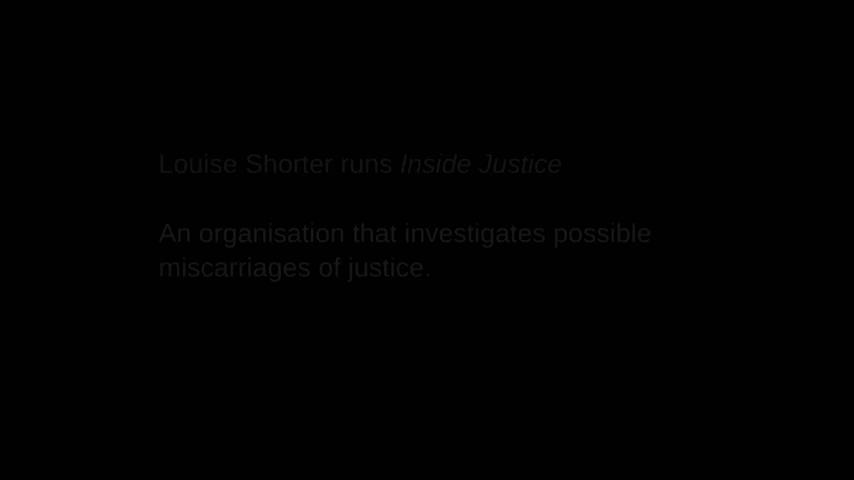 Louise Shorter runs Inside Justice
An organisation that investigates possible
miscarriages of justice.